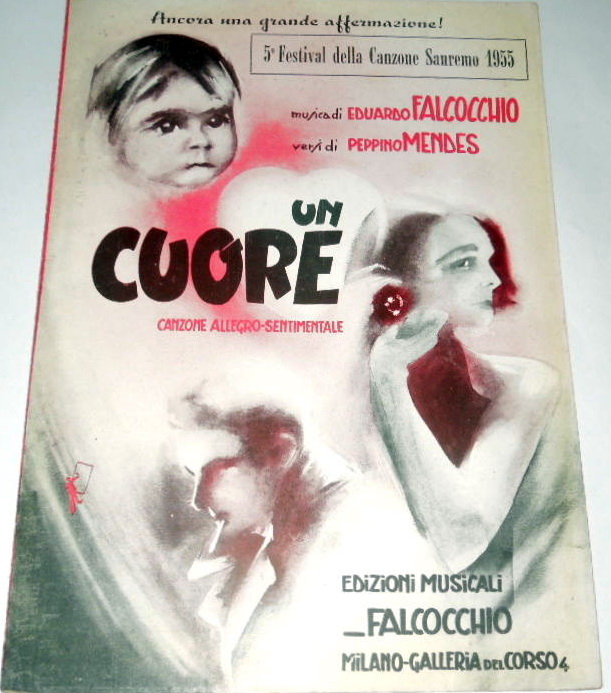 Ancora una grande affermazione!
5º Festival della Canzone Sanremo 1955
musica di EDUARDO FALCOCCHIO
versi di PEPPINO MENDES
UN
CUORE
CANZONE ALLEGRO-SENTIMENTALE
EDIZIONI MUSICALI
FALCOCCHIO
MILANO-GALLERIA DEL CORSO 4